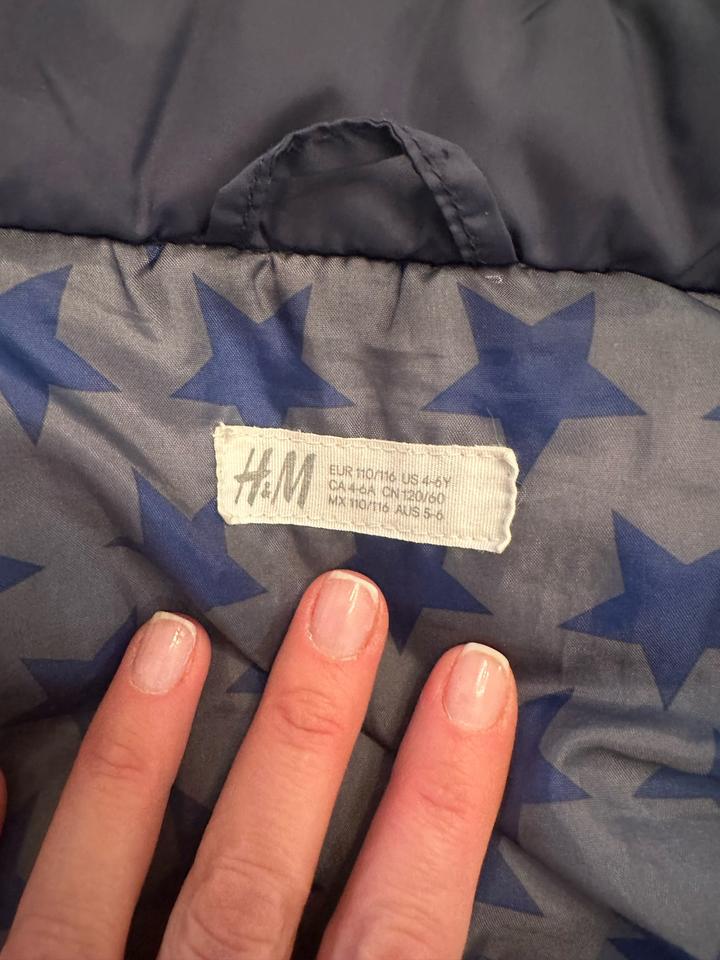 H&M
EUR 110/116 US 4-6Y
CA 4-6A CN 120/60
MX 110/116 AUS 5-6